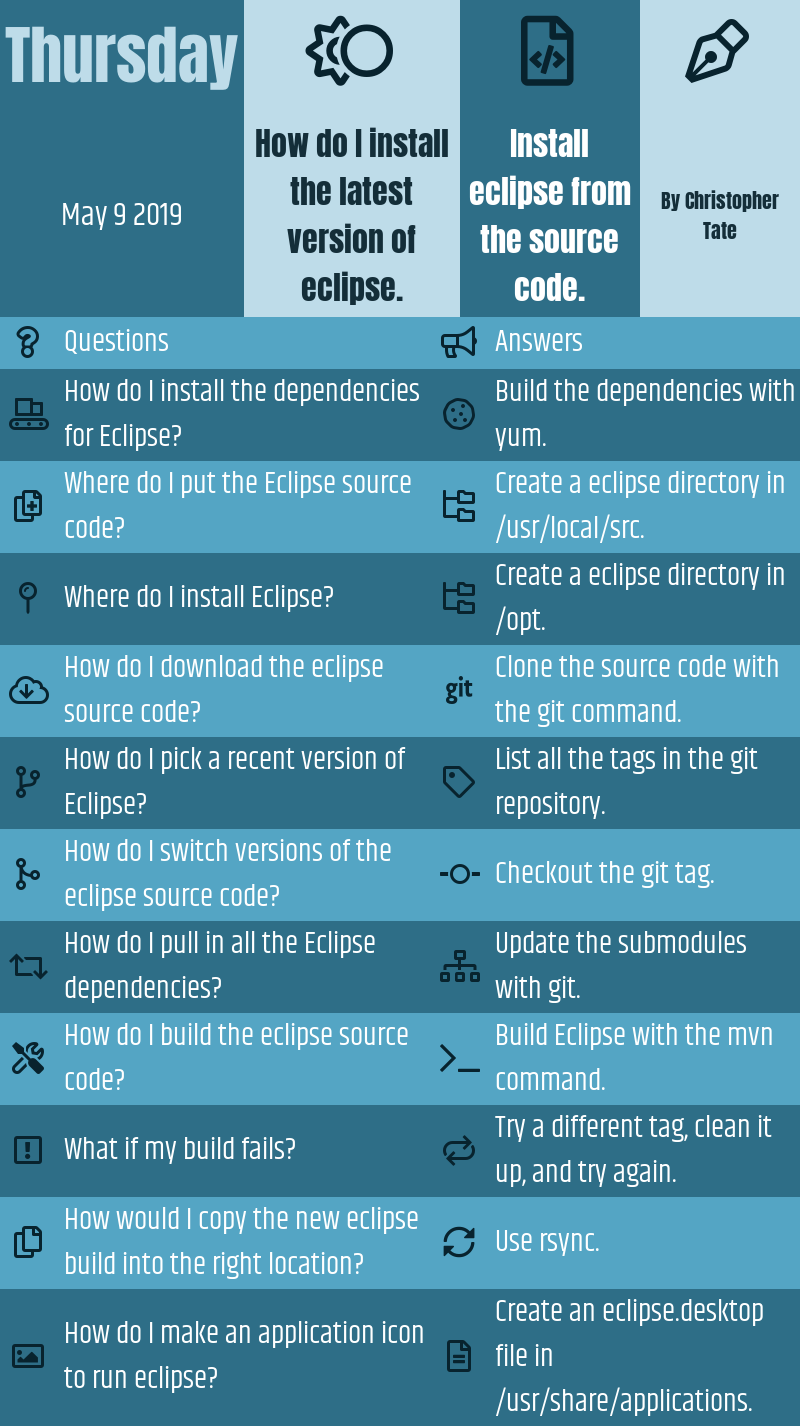 Thursday
May 9 2019
How do I install
the latest
version of
eclipse.
Install
eclipse from
the source
code.
By Christopher
Tate
Questions
Answers
How do I install the dependencies
for Eclipse?
Build the dependencies with
yum.
Where do I put the Eclipse source
code?
Create a eclipse directory in
/usr/local/src.
Where do I install Eclipse?
Create a eclipse directory in
/opt.
How do I download the eclipse
source code?
git
Clone the source code with
the git command.
How do I pick a recent version of
Eclipse?
List all the tags in the git
repository.
How do I switch versions of the
eclipse source code?
Checkout the git tag.
How do I pull in all the Eclipse
dependencies?
Update the submodules
with git.
How do I build the eclipse source
code?
Build Eclipse with the mvn
command.
What if my build fails?
Try a different tag, clean it
up, and try again.
How would I copy the new eclipse
build into the right location?
Use rsync.
How do I make an application icon
to run eclipse?
Create an eclipse.desktop
file in
/usr/share/applications.